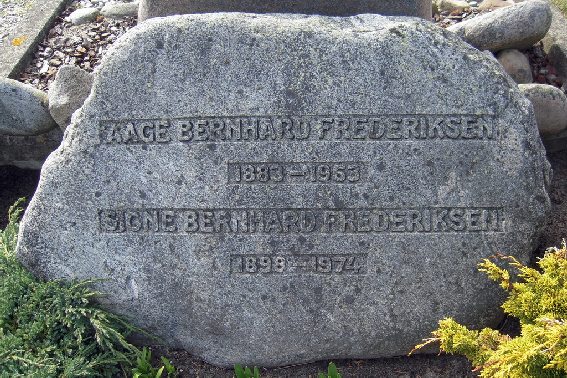 AAGE BERNHARD FREDERIKSEN
1883 – 1963
SIGNE BERNHARD FREDERIKSEN
1898 – 1974